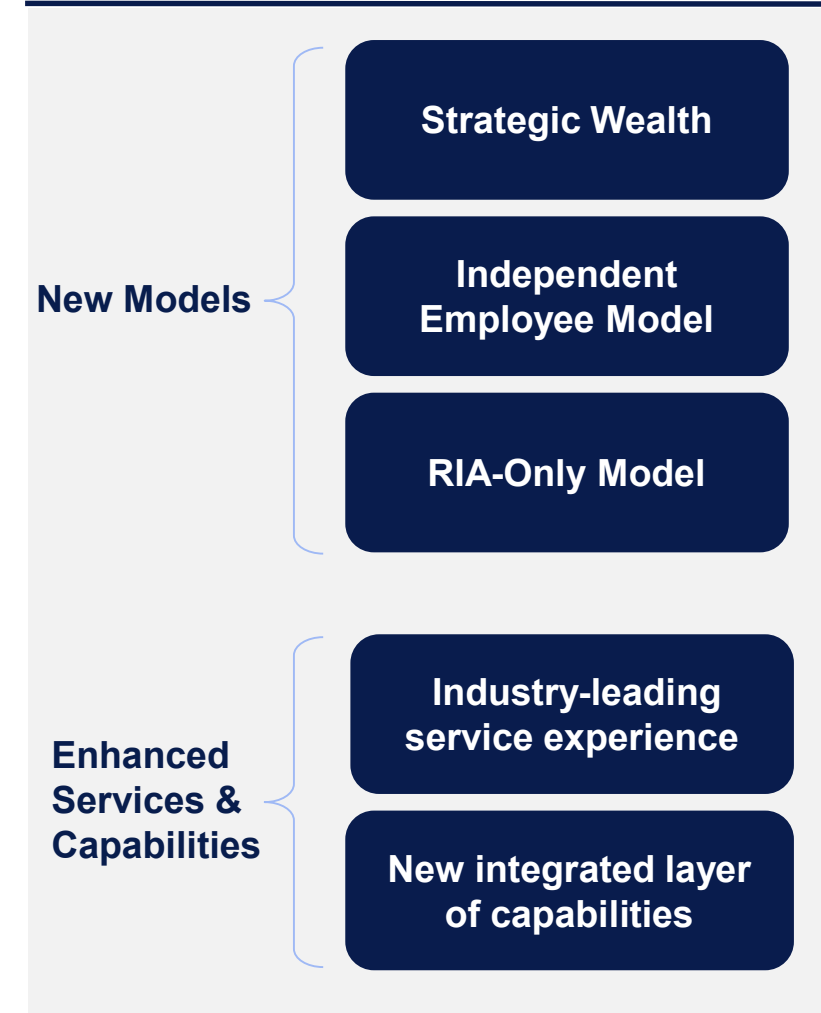 New Models
Strategic Wealth
Independent
Employee Model
RIA-Only Model
Enhanced
Services &
Capabilities
Industry-leading
service experience
New integrated layer
of capabilities